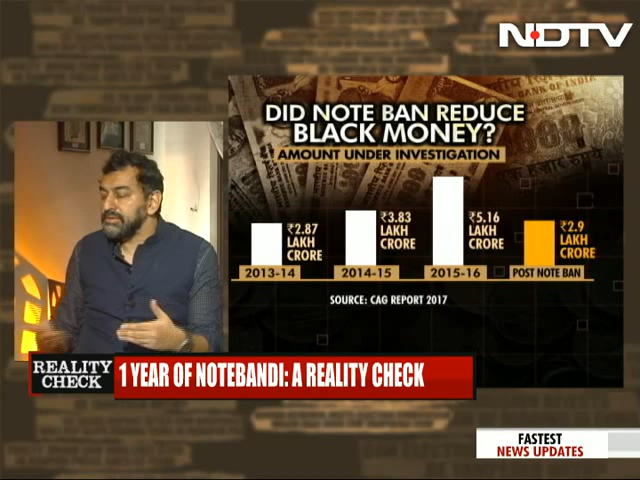 NDTV
DID NOTE BAN REDUCE
BLACK MONEY?
AMOUNT UNDER INVESTIGATION
₹2.87
LAKH
CRORE
2013-14
₹3.83
LAKH
CRORE
2014-15
₹5.16
LAKH
CRORE
2015-16
₹2.9
LAKH
CRORE
POST NOTE BAN
SOURCE: CAG REPORT 2017
REALITY
CHECK
1 YEAR OF NOTEBANDI: A REALITY CHECK
FASTEST
NEWS UPDATES